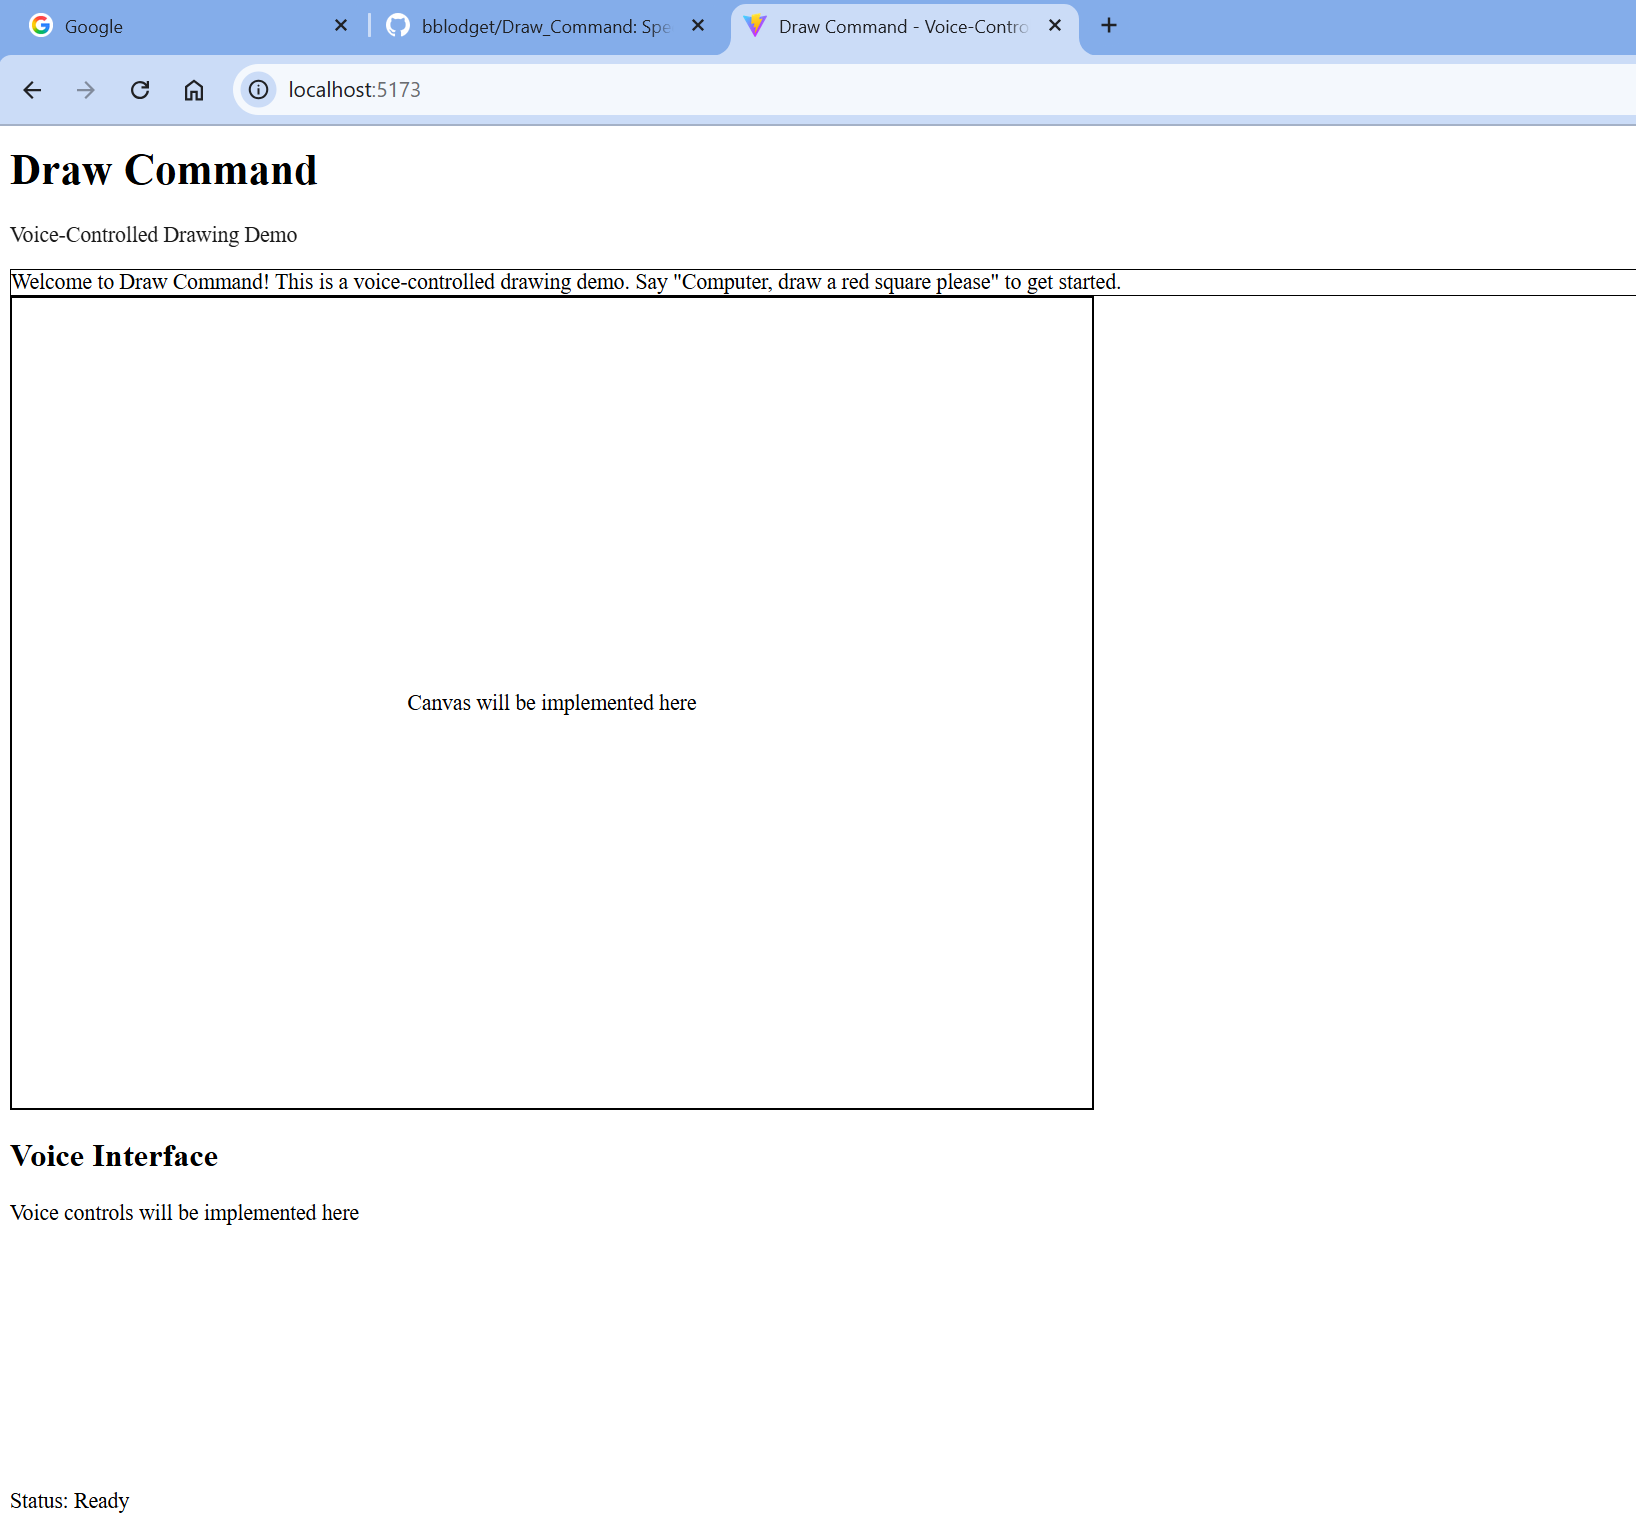 Google
bblodget/Draw_Command: Spe
Draw Command - Voice-Contro
localhost:5173
Draw Command
Voice-Controlled Drawing Demo
Welcome to Draw Command! This is a voice-controlled drawing demo. Say "Computer, draw a red square please" to get started.
Canvas will be implemented here
Voice Interface
Voice controls will be implemented here
Status: Ready